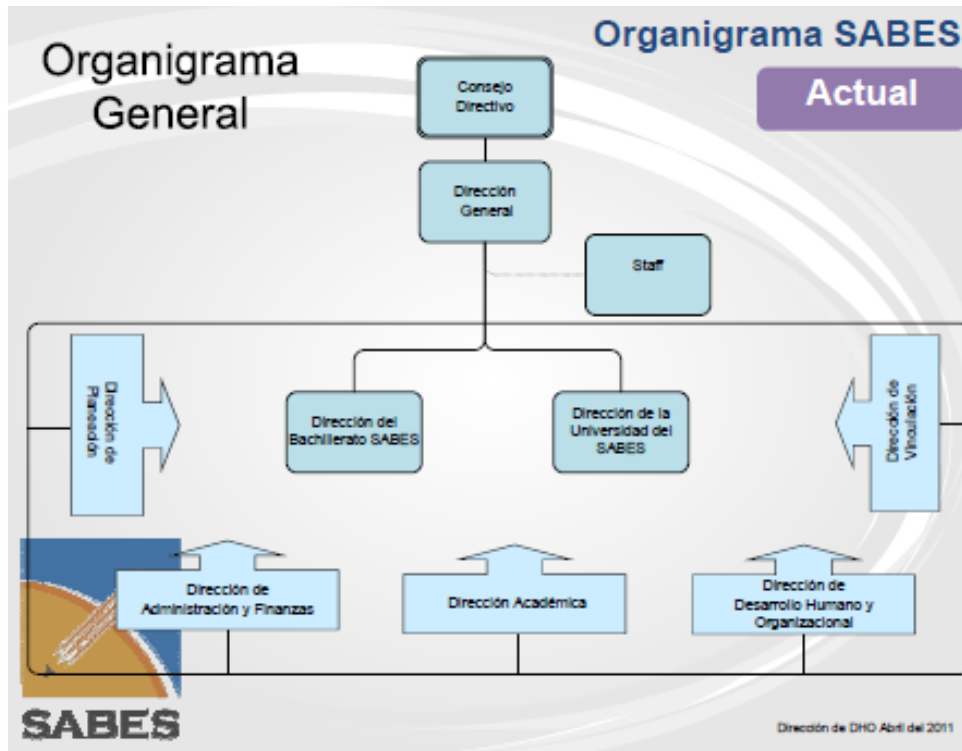 Organigrama
General
Organigrama SABES
Actual
Consejo
Directivo
Dirección
General
Staff
Dirección de
Planeación
Dirección del
Bachillerato SABES
Dirección de la
Universidad del
SABES
Dirección de
Vinculación
Dirección de
Administración y Finanzas
Dirección Académica
Dirección de
Desarrollo Humano y
Organizacional
SABES
Dirección de DHO Abril del 2011